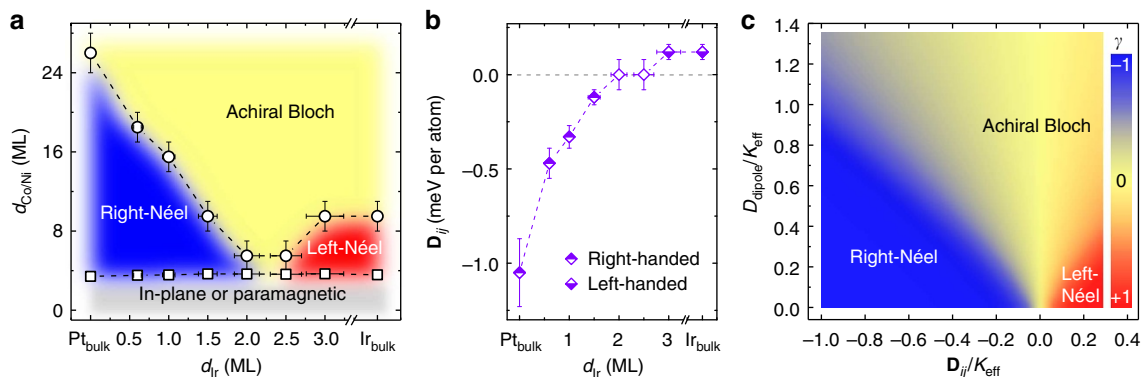 a
d_Co/Ni (ML)
24
16
8
0
Achiral Bloch
Right-Néel
Left-Néel
In-plane or paramagnetic
Pt_bulk 0.5 1.0 1.5 2.0 2.5 3.0 Ir_bulk
d_Ir (ML)
b
D_ij (meV per atom)
0.0
−0.5
−1.0
Right-handed
Left-handed
Pt_bulk 1 2 3 Ir_bulk
d_Ir (ML)
c
D_dipole/K_eff
1.4
1.2
1.0
0.8
0.6
0.4
0.2
0.0
Achiral Bloch
Right-Néel
Left-
Néel
γ
−1
0
+1
−1.0 −0.8 −0.6 −0.4 −0.2 0.0 0.2 0.4
D_ij/K_eff